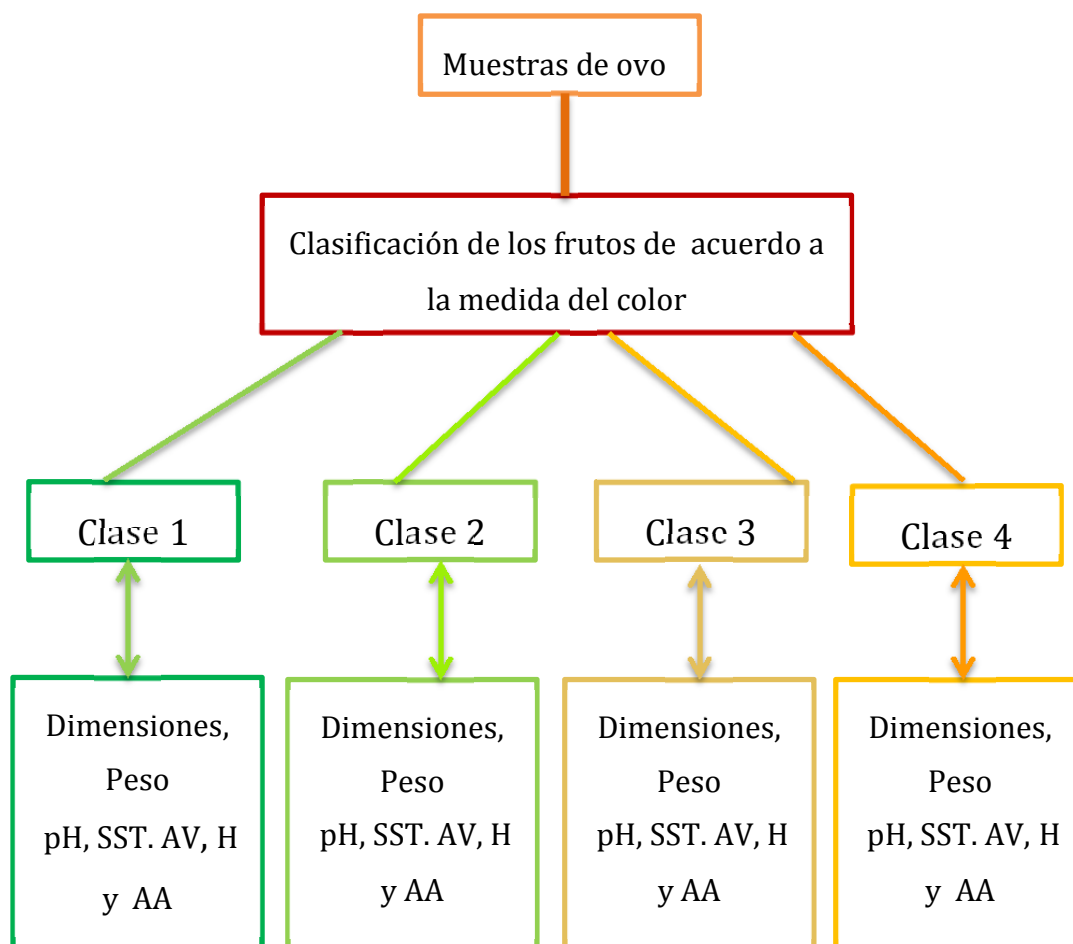 Muestras de ovo
Clasificación de los frutos de acuerdo a
la medida del color
Clase 1
Clase 2
Clase 3
Clase 4
Dimensiones,
Peso
pH, SST. AV, H
y AA
Dimensiones,
Peso
pH, SST. AV, H
y AA
Dimensiones,
Peso
pH, SST. AV, H
y AA
Dimensiones,
Peso
pH, SST. AV, H
y AA